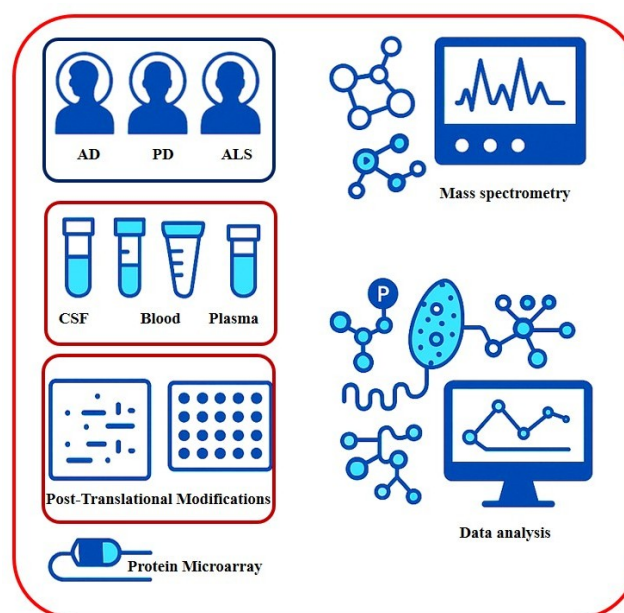 AD PD ALS
Mass spectrometry
CSF Blood Plasma
P
Post-Translational Modifications
Data analysis
Protein Microarray